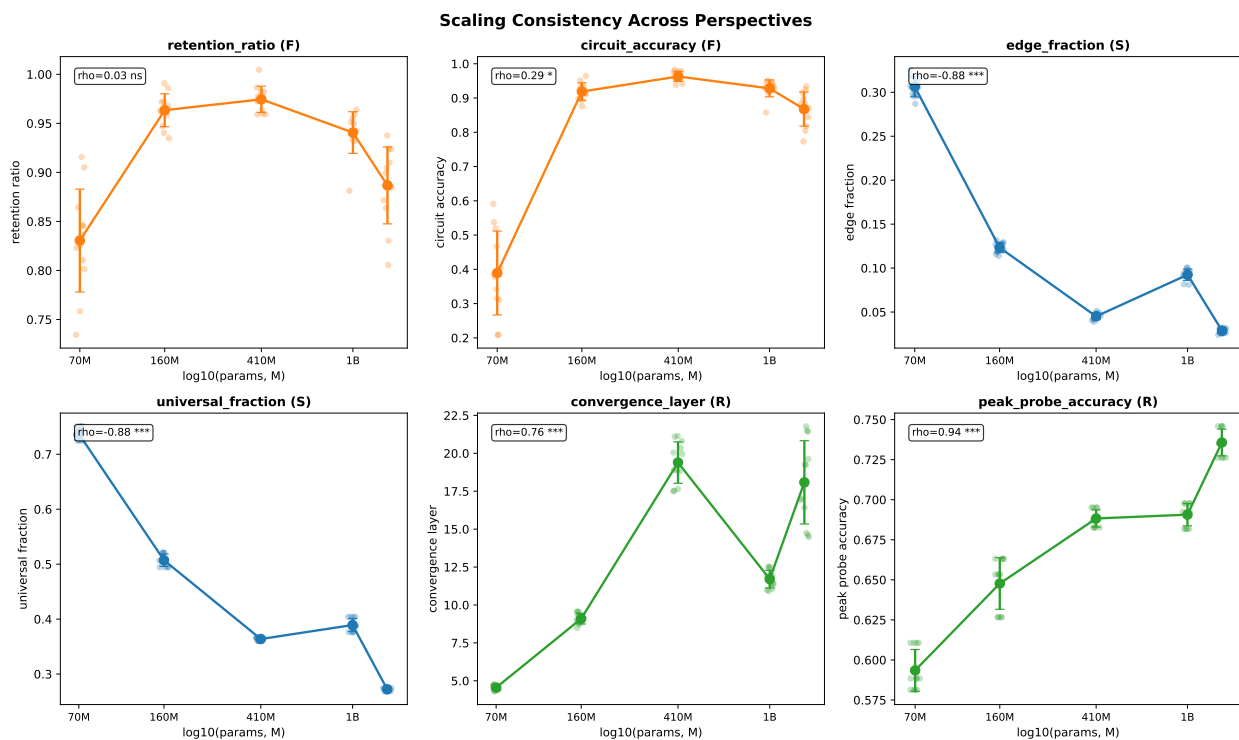 Scaling Consistency Across Perspectives
retention_ratio (F)
rho=0.03 ns
1.00
0.95
0.90
0.85
0.80
0.75
retention ratio
70M
160M
410M
1B
log10(params, M)
circuit_accuracy (F)
rho=0.29 *
1.0
0.9
0.8
0.7
0.6
0.5
0.4
0.3
0.2
circuit accuracy
70M
160M
410M
1B
log10(params, M)
edge_fraction (S)
rho=-0.88 ***
0.30
0.25
0.20
0.15
0.10
0.05
edge fraction
70M
160M
410M
1B
log10(params, M)
universal_fraction (S)
rho=-0.88 ***
0.7
0.6
0.5
0.4
0.3
universal fraction
70M
160M
410M
1B
log10(params, M)
convergence_layer (R)
rho=0.76 ***
22.5
20.0
17.5
15.0
12.5
10.0
7.5
5.0
convergence layer
70M
160M
410M
1B
log10(params, M)
peak_probe_accuracy (R)
rho=0.94 ***
0.750
0.725
0.700
0.675
0.650
0.625
0.600
0.575
peak probe accuracy
70M
160M
410M
1B
log10(params, M)